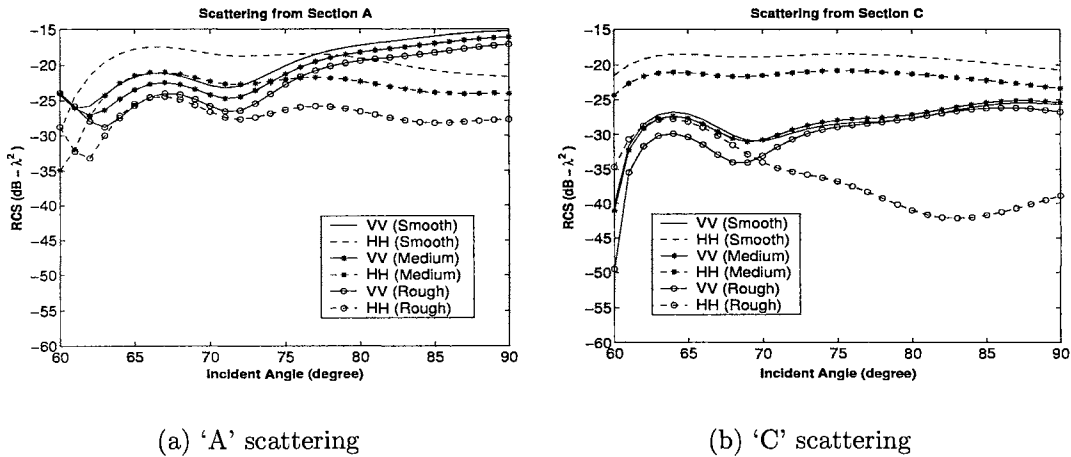 Scattering from Section A
−15
−20
−25
−30
−35
−40
−45
−50
−55
−60
RCS (dB − λ²)
VV (Smooth)
HH (Smooth)
VV (Medium)
HH (Medium)
VV (Rough)
HH (Rough)
60 65 70 75 80 85 90
Incident Angle (degree)
(a) ‘A’ scattering
Scattering from Section C
−15
−20
−25
−30
−35
−40
−45
−50
−55
−60
RCS (dB − λ²)
VV (Smooth)
HH (Smooth)
VV (Medium)
HH (Medium)
VV (Rough)
HH (Rough)
60 65 70 75 80 85 90
Incident Angle (degree)
(b) ‘C’ scattering